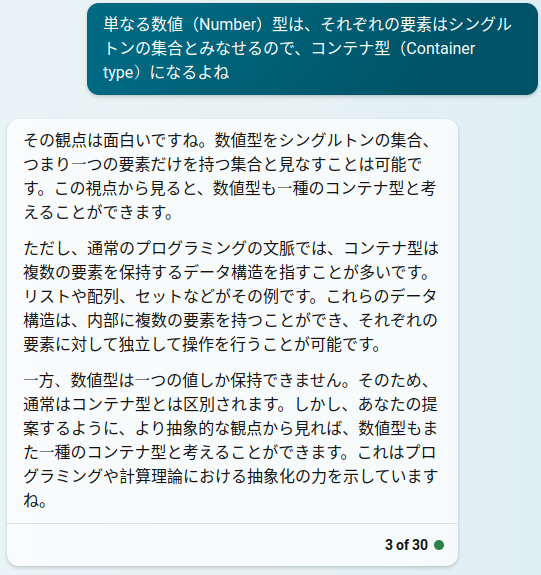 単なる数値（Number）型は、それぞれの要素はシングル
トンの集合とみなせるので、コンテナ型（Container
type）になるよね
その観点は面白いですね。数値型をシングルトンの集合、
つまり一つの要素だけを持つ集合と見なすことは可能で
す。この視点から見ると、数値型も一種のコンテナ型と考
えることができます。
ただし、通常のプログラミングの文脈では、コンテナ型は
複数の要素を保持するデータ構造を指すことが多いです。
リストや配列、セットなどがその例です。これらのデータ
構造は、内部に複数の要素を持つことができ、それぞれの
要素に対して独立して操作を行うことが可能です。
一方、数値型は一つの値しか保持できません。そのため、
通常はコンテナ型とは区別されます。しかし、あなたの提
案するように、より抽象的な観点から見れば、数値型もま
た一種のコンテナ型と考えることができます。これはプロ
グラミングや計算理論における抽象化の力を示しています
ね。
3 of 30